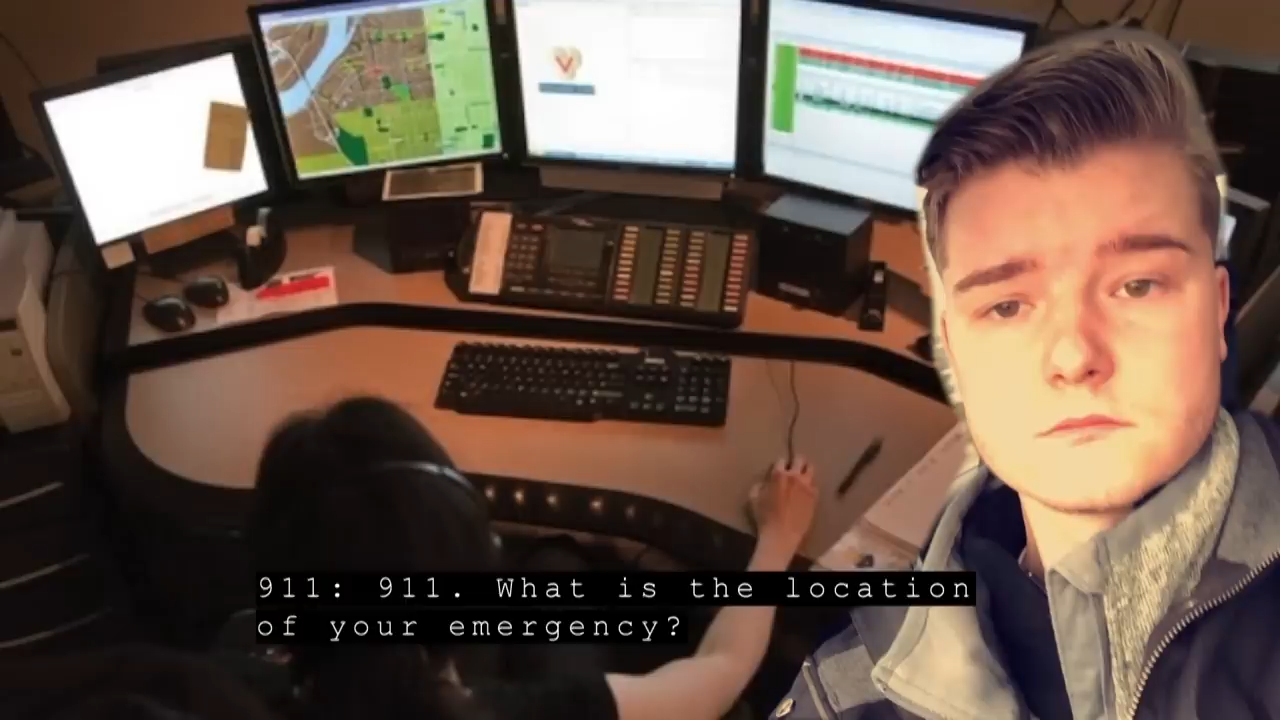 911: 911. What is the location
of your emergency?